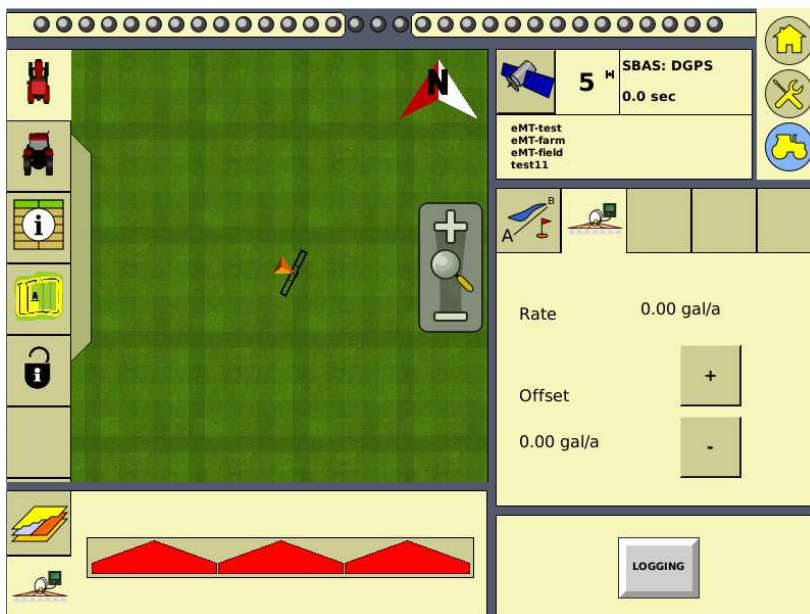 N
5
SBAS: DGPS
0.0 sec
eMT-test
eMT-farm
eMT-field
test11
i
A
i
A
B
Rate
0.00 gal/a
+
Offset
0.00 gal/a
-
LOGGING